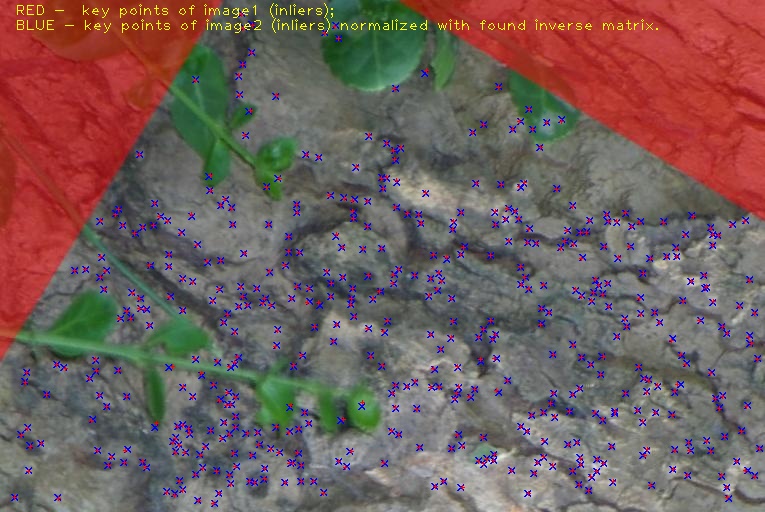 RED -  key points of image1 (inliers);
BLUE - key points of image2 (inliers) normalized with found inverse matrix.